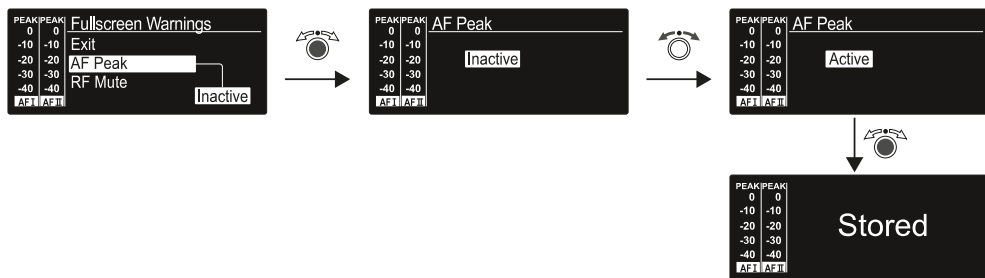 PEAK PEAK Fullscreen Warnings
0 0
-10 -10 Exit
-20 -20 AF Peak
-30 -30 RF Mute
-40 -40 Inactive
AF I AF II
PEAK PEAK AF Peak
0 0
-10 -10
-20 -20 Inactive
-30 -30
-40 -40
AF I AF II
PEAK PEAK AF Peak
0 0
-10 -10
-20 -20 Active
-30 -30
-40 -40
AF I AF II
PEAK PEAK
0 0
-10 -10
-20 -20 Stored
-30 -30
-40 -40
AF I AF II